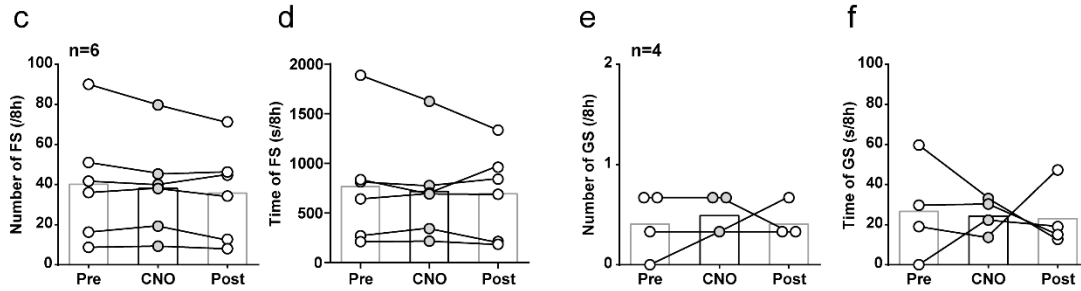 c
n=6
Number of FS (/8h)
100
80
60
40
20
0
Pre CNO Post
d
Time of FS (s/8h)
2000
1500
1000
500
0
Pre CNO Post
e
n=4
Number of GS (/8h)
2
1
0
Pre CNO Post
f
Time of GS (s/8h)
100
80
60
40
20
0
Pre CNO Post